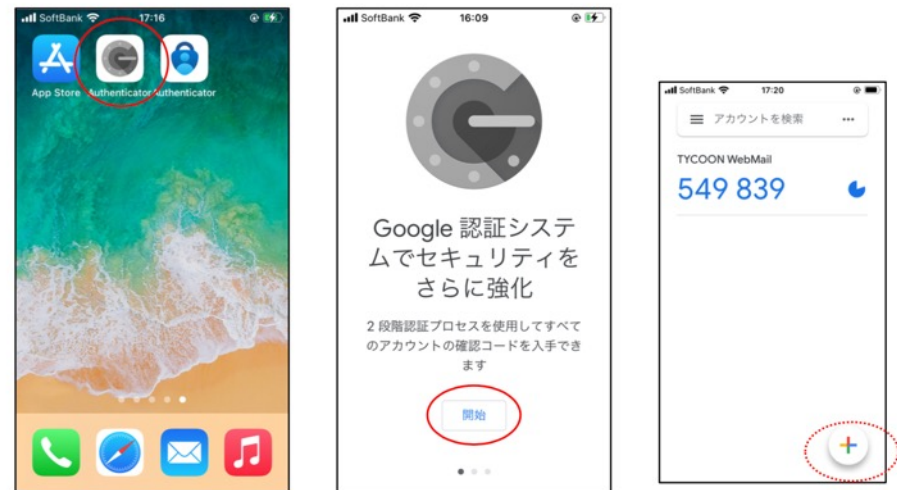 SoftBank 17:16
App Store Authenticator Authenticator
SoftBank 16:09
Google 認証システ
ムでセキュリティを
さらに強化
2 段階認証プロセスを使用してすべて
のアカウントの確認コードを入手でき
ます
開始
SoftBank 17:20
アカウントを検索
TYCOON WebMail
549 839